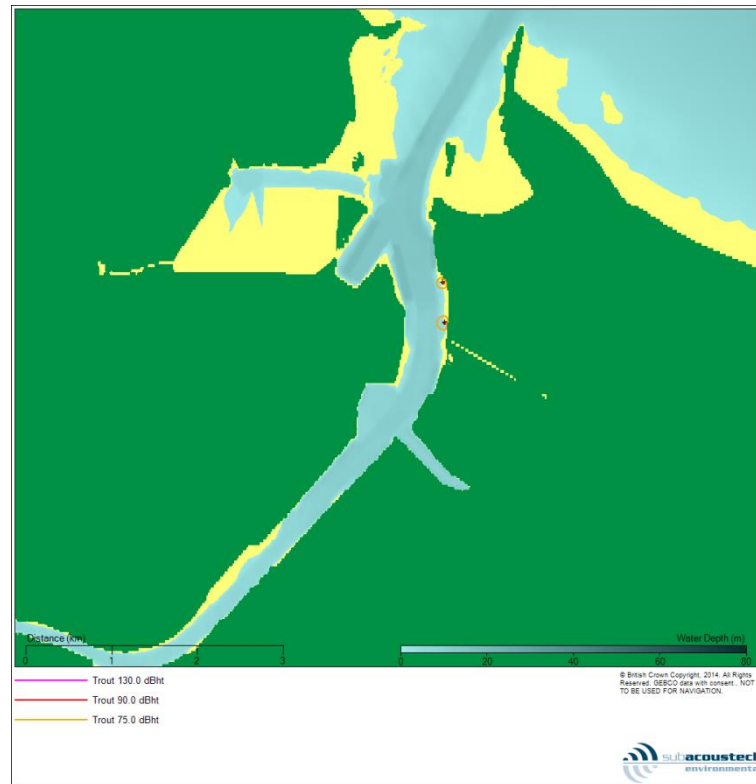 Distance (km)
0 1 2 3
Water Depth (m)
0 20 40 60 80
Trout 130.0 dBht
Trout 90.0 dBht
Trout 75.0 dBht
© British Crown Copyright, 2014. All Rights
Reserved. GEBCO data with consent . NOT
TO BE USED FOR NAVIGATION.
subacoustech
environmental